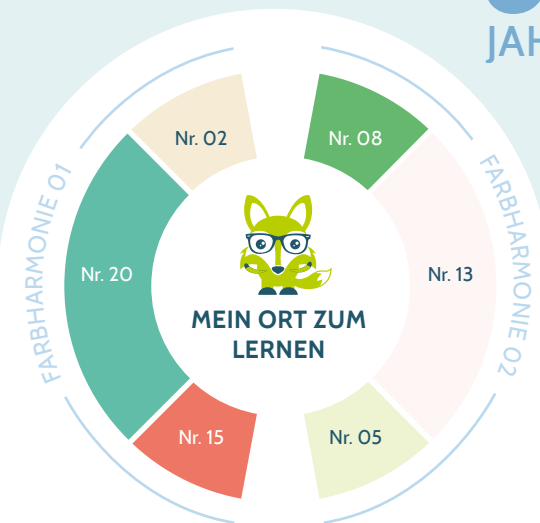 JAH
FARBHARMONIE 01
Nr. 02
Nr. 20
Nr. 15
MEIN ORT ZUM
LERNEN
FARBHARMONIE 02
Nr. 08
Nr. 13
Nr. 05